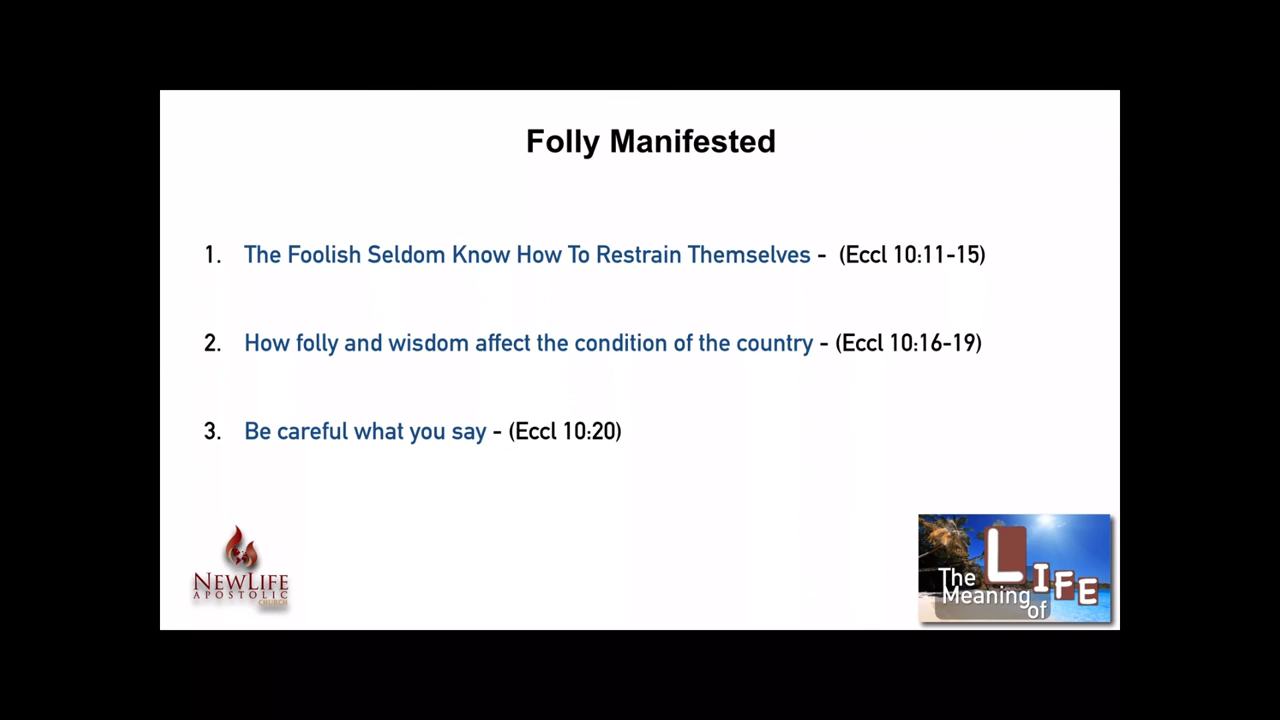 Folly Manifested
1. The Foolish Seldom Know How To Restrain Themselves - (Eccl 10:11-15)
2. How folly and wisdom affect the condition of the country - (Eccl 10:16-19)
3. Be careful what you say - (Eccl 10:20)
NEWLIFE
APOSTOLIC
CHURCH
The LIFE
Meaning
of